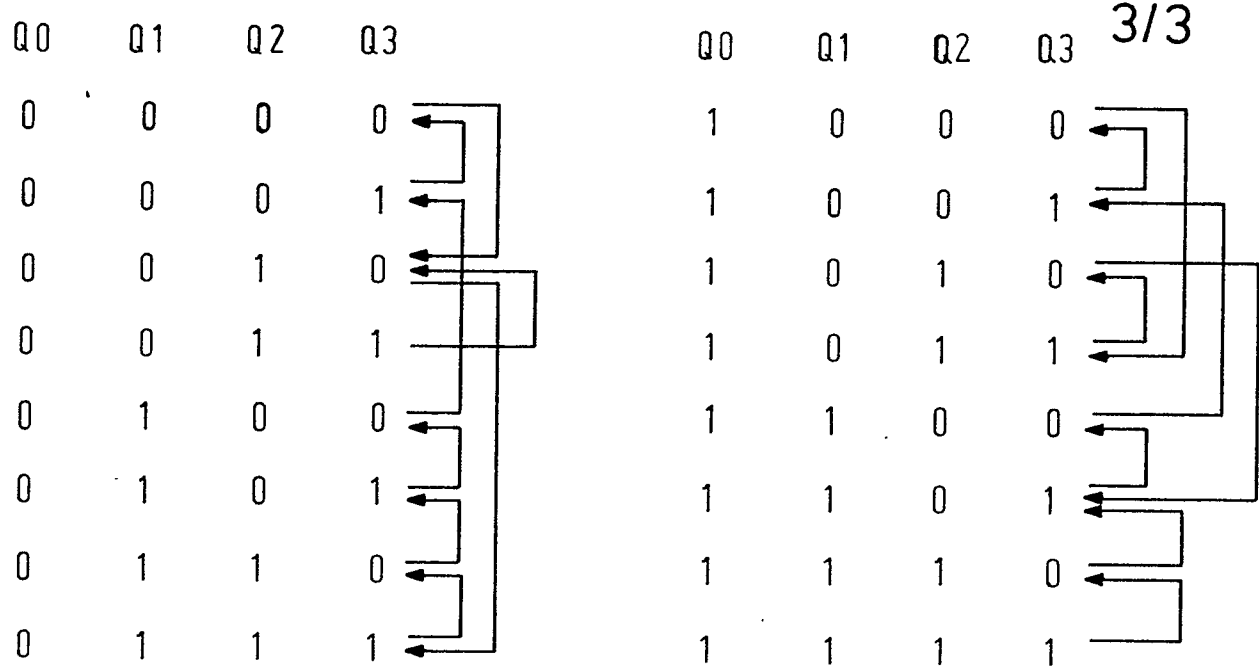 3/3
Q0 Q1 Q2 Q3
0 0 0 0
0 0 0 1
0 0 1 0
0 0 1 1
0 1 0 0
0 1 0 1
0 1 1 0
0 1 1 1
Q0 Q1 Q2 Q3
1 0 0 0
1 0 0 1
1 0 1 0
1 0 1 1
1 1 0 0
1 1 0 1
1 1 1 0
1 1 1 1